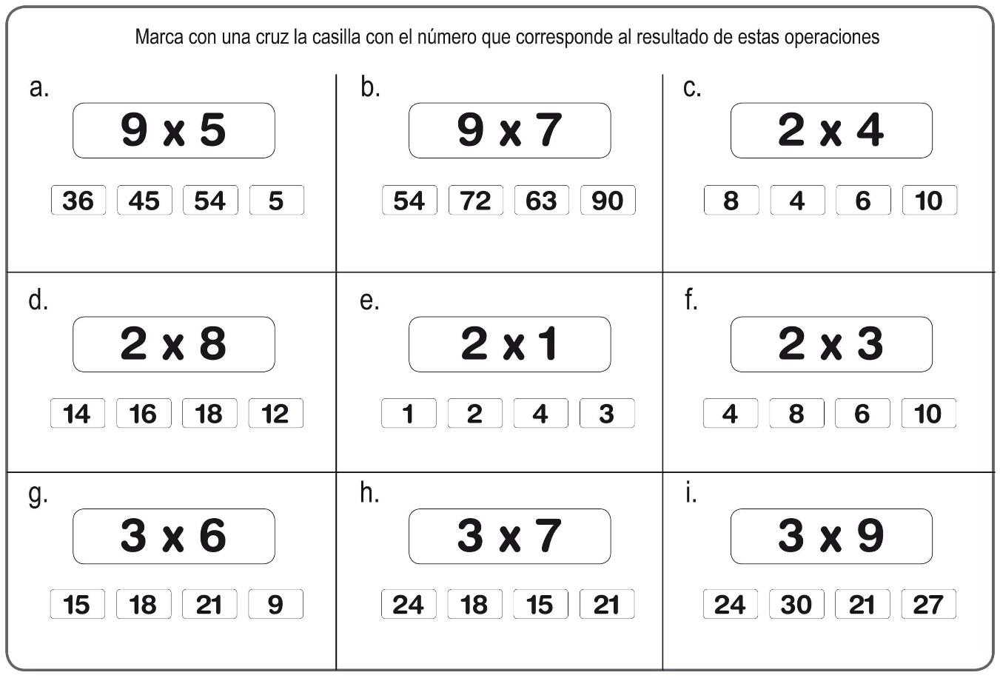 Marca con una cruz la casilla con el número que corresponde al resultado de estas operaciones
a.
9 x 5
36 45 54 5
b.
9 x 7
54 72 63 90
c.
2 x 4
8 4 6 10
d.
2 x 8
14 16 18 12
e.
2 x 1
1 2 4 3
f.
2 x 3
4 8 6 10
g.
3 x 6
15 18 21 9
h.
3 x 7
24 18 15 21
i.
3 x 9
24 30 21 27